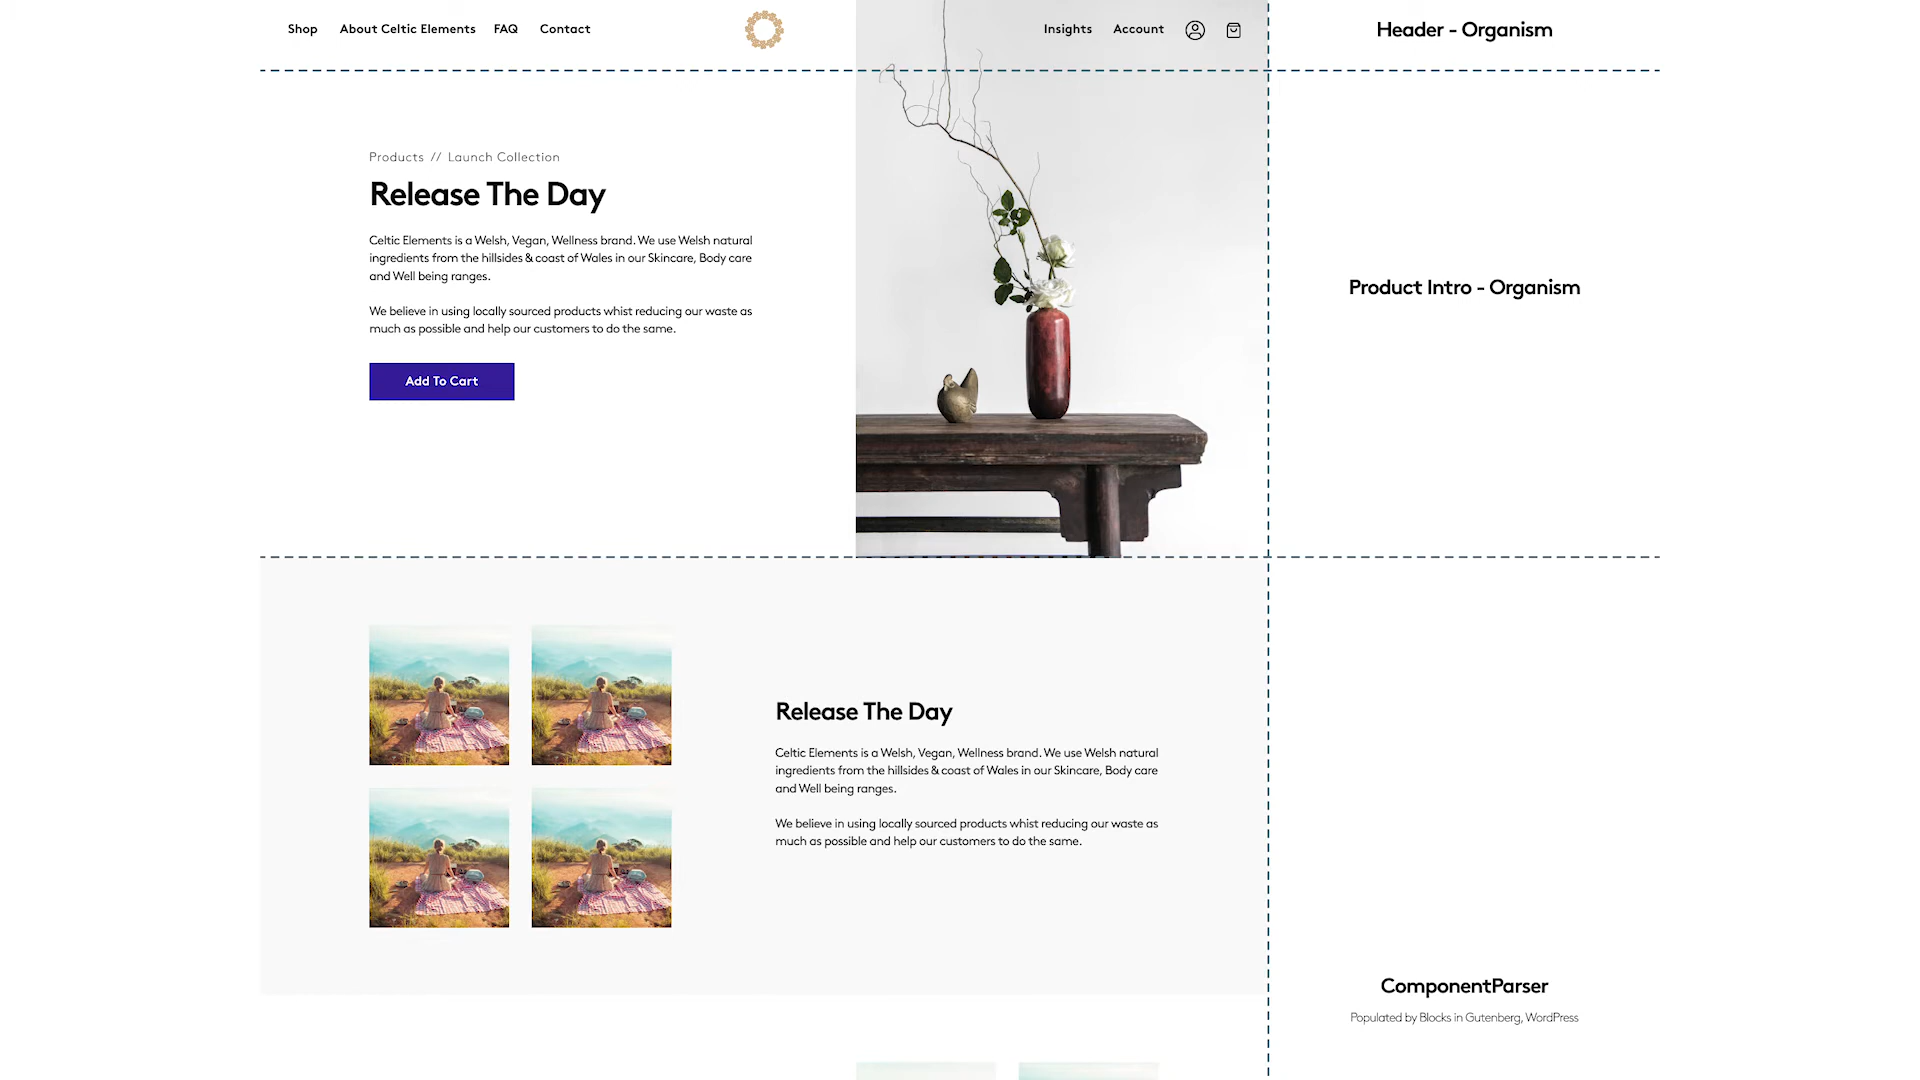 Shop About Celtic Elements FAQ Contact Insights Account
Header - Organism
Products // Launch Collection
Release The Day
Celtic Elements is a Welsh, Vegan, Wellness brand. We use Welsh natural
ingredients from the hillsides & coast of Wales in our Skincare, Body care
and Well being ranges.
We believe in using locally sourced products whist reducing our waste as
much as possible and help our customers to do the same.
Add To Cart
Product Intro - Organism
Release The Day
Celtic Elements is a Welsh, Vegan, Wellness brand. We use Welsh natural
ingredients from the hillsides & coast of Wales in our Skincare, Body care
and Well being ranges.
We believe in using locally sourced products whist reducing our waste as
much as possible and help our customers to do the same.
ComponentParser
Populated by Blocks in Gutenberg, WordPress